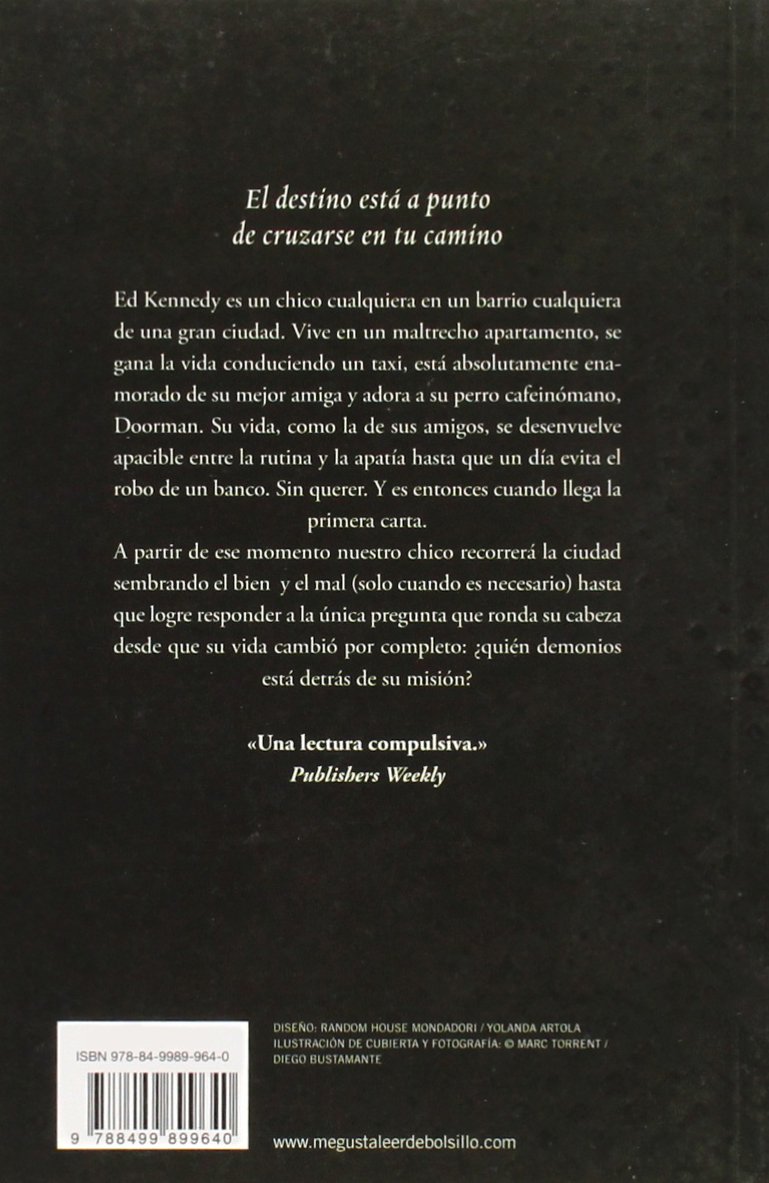 El destino está a punto
de cruzarse en tu camino
Ed Kennedy es un chico cualquiera en un barrio cualquiera
de una gran ciudad. Vive en un maltrecho apartamento, se
gana la vida conduciendo un taxi, está absolutamente ena-
morado de su mejor amiga y adora a su perro cafeinómano,
Doorman. Su vida, como la de sus amigos, se desenvuelve
apacible entre la rutina y la apatía hasta que un día evita el
robo de un banco. Sin querer. Y es entonces cuando llega la
primera carta.
A partir de ese momento nuestro chico recorrerá la ciudad
sembrando el bien y el mal (solo cuando es necesario) hasta
que logre responder a la única pregunta que ronda su cabeza
desde que su vida cambió por completo: ¿quién demonios
está detrás de su misión?
«Una lectura compulsiva.»
Publishers Weekly
DISEÑO: RANDOM HOUSE MONDADORI / YOLANDA ARTOLA
ILUSTRACIÓN DE CUBIERTA Y FOTOGRAFÍA: © MARC TORRENT /
DIEGO BUSTAMANTE
ISBN 978-84-9989-964-0
9 788499 899640
www.megustaleerdebolsillo.com